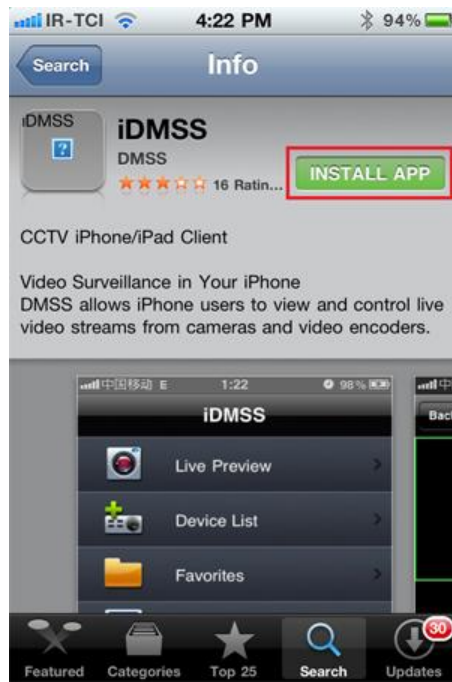 IR-TCI 4:22 PM 94%
Search Info
iDMSS
iDMSS
DMSS
16 Ratin...
INSTALL APP
CCTV iPhone/iPad Client
Video Surveillance in Your iPhone
DMSS allows iPhone users to view and control live
video streams from cameras and video encoders.
中国移动 E 1:22 98%
iDMSS
Live Preview
Device List
Favorites
中
Bac
Featured Categories Top 25 Search Updates
30